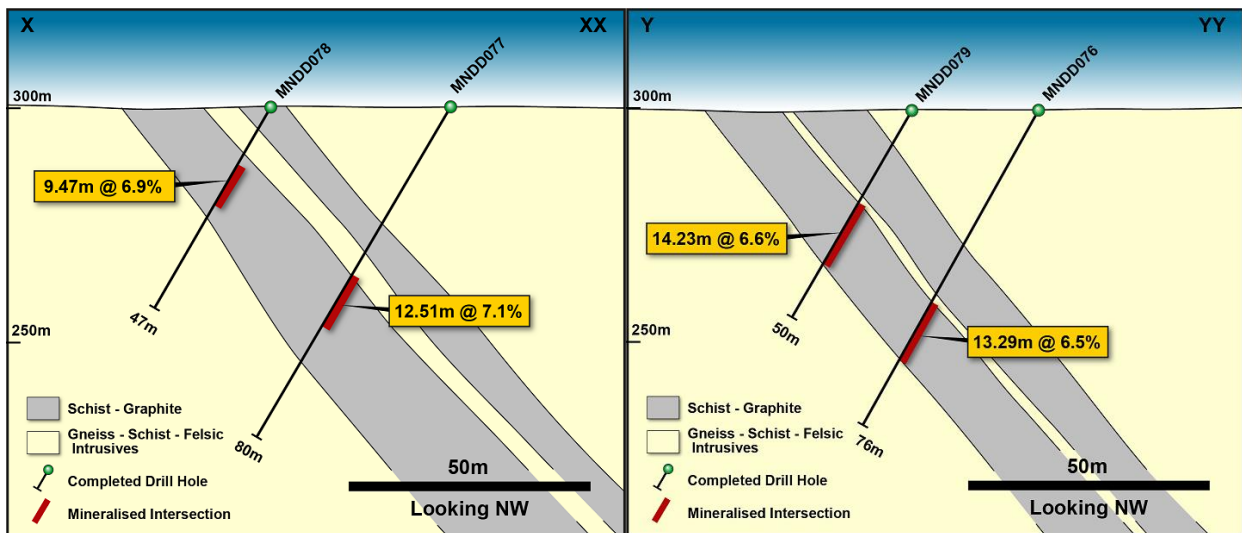 X
XX
MNDD078
MNDD077
300m
9.47m @ 6.9%
12.51m @ 7.1%
47m
250m
80m
Schist - Graphite
Gneiss - Schist - Felsic
Intrusives
Completed Drill Hole
Mineralised Intersection
50m
Looking NW
Y
YY
MNDD079
MNDD076
300m
14.23m @ 6.6%
13.29m @ 6.5%
50m
250m
76m
Schist - Graphite
Gneiss - Schist - Felsic
Intrusives
Completed Drill Hole
Mineralised Intersection
50m
Looking NW